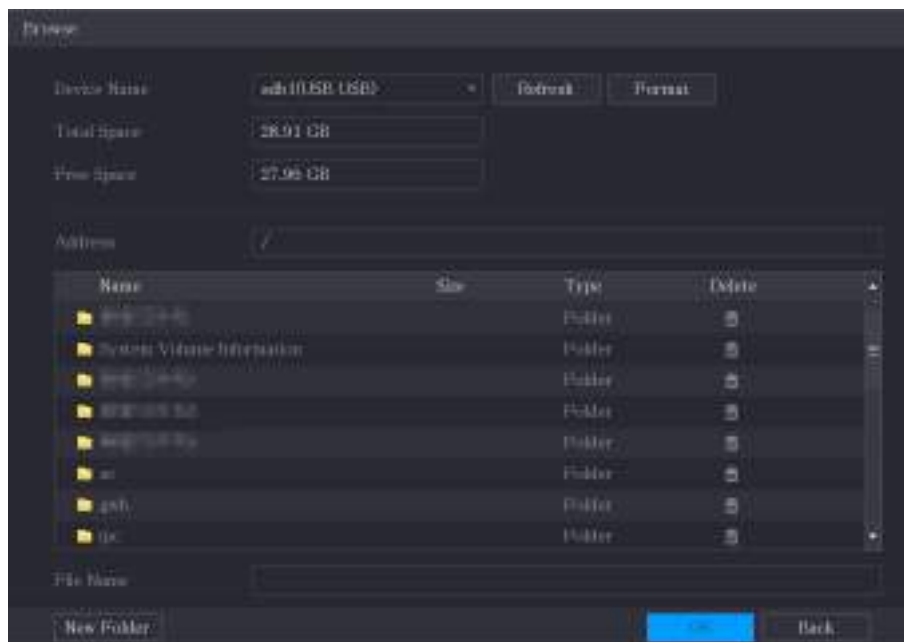 Browse
Device Name sdb1(USB USB) Refresh Format
Total Space 28.91 GB
Free Space 27.96 GB
Address /
Name Size Type Delete
Folder
System Volume Information Folder
Folder
Folder
Folder
Folder
Folder
Folder
File Name
New Folder OK Back